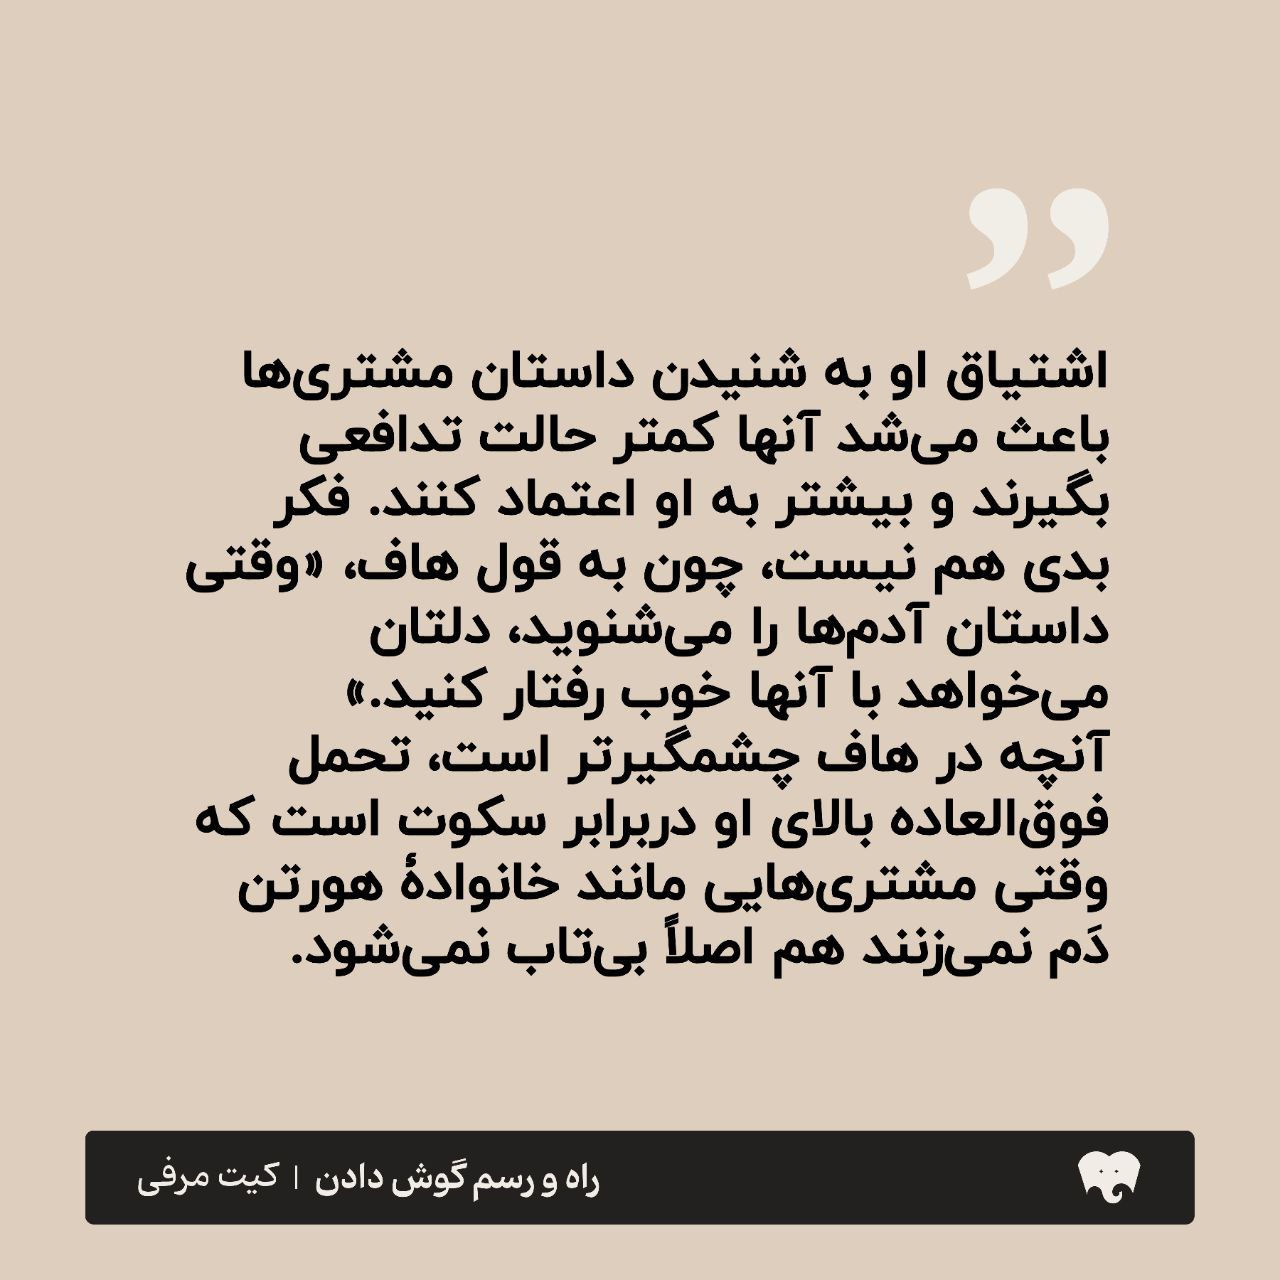 ”
اشتیاق او به شنیدن داستان مشتری‌ها
باعث می‌شد آنها کمتر حالت تدافعی
بگیرند و بیشتر به او اعتماد کنند. فکر
بدی هم نیست، چون به قول هاف، «وقتی
داستان آدم‌ها را می‌شنوید، دلتان
می‌خواهد با آنها خوب رفتار کنید.»
آنچه در هاف چشمگیرتر است، تحمل
فوق‌العاده بالای او دربرابر سکوت است که
وقتی مشتری‌هایی مانند خانوادهٔ هورتن
دَم نمی‌زنند هم اصلاً بی‌تاب نمی‌شود.
راه و رسم گوش دادن | کیت مرفی